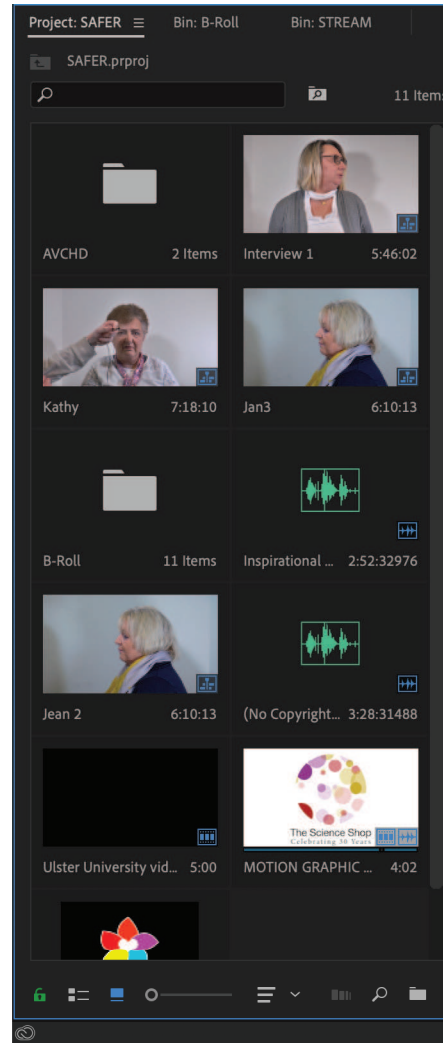 Project: SAFER Bin: B-Roll Bin: STREAM
SAFER.prproj
11 Item
AVCHD 2 Items Interview 1 5:46:02
Kathy 7:18:10 Jan3 6:10:13
B-Roll 11 Items Inspirational ... 2:52:32976
Jean 2 6:10:13 (No Copyright... 3:28:31488
The Science Shop
Celebrating 30 Years
Ulster University vid... 5:00 MOTION GRAPHIC ... 4:02